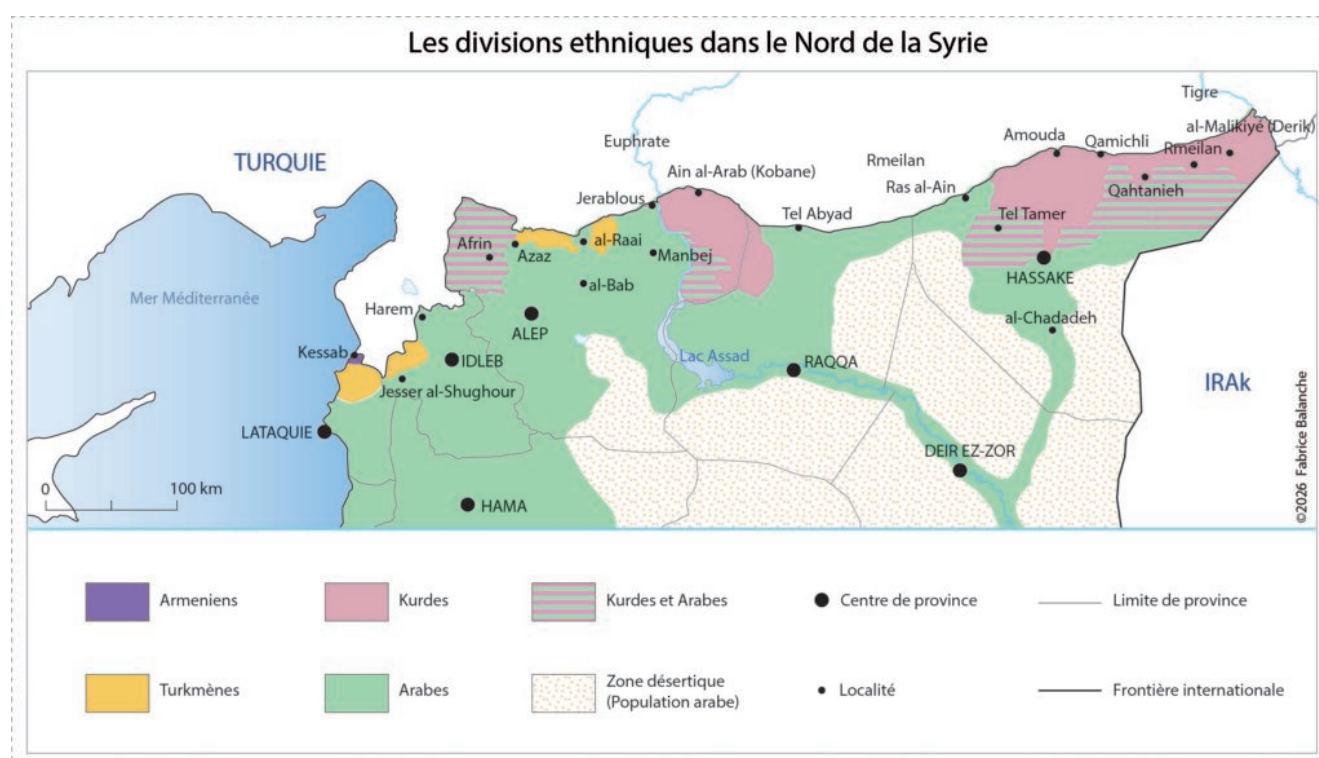 Les divisions ethniques dans le Nord de la Syrie
Tigre
al-Malikiyé (Derik)
Amouda
Qamichli
Rmeilan
Euphrate
TURQUIE
Ain al-Arab (Kobane)
Rmeilan
Ras al-Ain
Qahtanieh
Jerablous
Tel Abyad
Tel Tamer
Afrin
Azaz
al-Raai
Manbej
HASSAKE
al-Bab
Mer Méditerranée
Harem
ALEP
al-Chadadeh
Kessab
IDLEB
Lac Assad
RAQQA
IRAk
Jesser al-Shughour
LATAQUIE
DEIR EZ-ZOR
0
100 km
HAMA
©2026 Fabrice Balanche
Armeniens
Kurdes
Kurdes et Arabes
Centre de province
Limite de province
Turkmènes
Arabes
Zone désertique
(Population arabe)
Localité
Frontière internationale